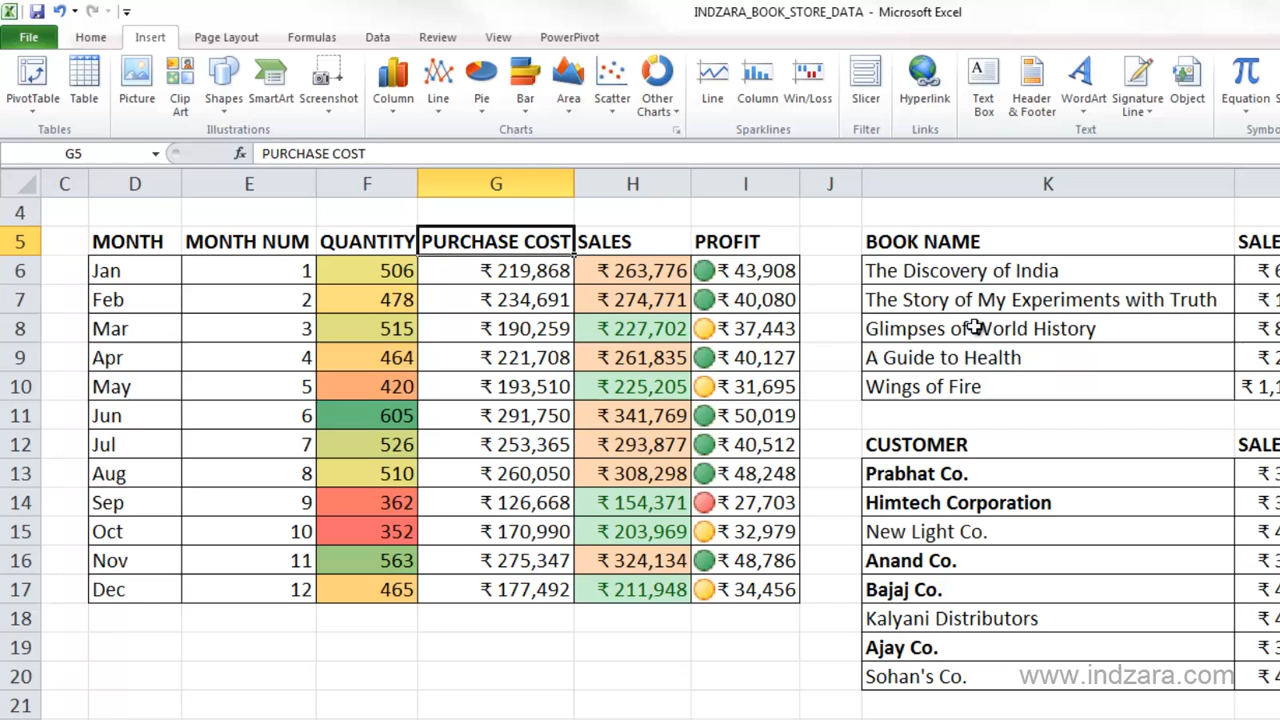 INDZARA_BOOK_STORE_DATA - Microsoft Excel
File Home Insert Page Layout Formulas Data Review View PowerPivot
PivotTable Table Picture Clip Art Shapes SmartArt Screenshot Column Line Pie Bar Area Scatter Other Charts Line Column Win/Loss Slicer Hyperlink Text Box Header & Footer WordArt Signature Line Object Equation
Tables Illustrations Charts Sparklines Filter Links Text
G5 fx PURCHASE COST
C D E F G H I J K
4
5 MONTH MONTH NUM QUANTITY PURCHASE COST SALES PROFIT BOOK NAME
6 Jan 1 506 ₹ 219,868 ₹ 263,776 ₹ 43,908 The Discovery of India
7 Feb 2 478 ₹ 234,691 ₹ 274,771 ₹ 40,080 The Story of My Experiments with Truth
8 Mar 3 515 ₹ 190,259 ₹ 227,702 ₹ 37,443 Glimpses of World History
9 Apr 4 464 ₹ 221,708 ₹ 261,835 ₹ 40,127 A Guide to Health
10 May 5 420 ₹ 193,510 ₹ 225,205 ₹ 31,695 Wings of Fire
11 Jun 6 605 ₹ 291,750 ₹ 341,769 ₹ 50,019
12 Jul 7 526 ₹ 253,365 ₹ 293,877 ₹ 40,512 CUSTOMER
13 Aug 8 510 ₹ 260,050 ₹ 308,298 ₹ 48,248 Prabhat Co.
14 Sep 9 362 ₹ 126,668 ₹ 154,371 ₹ 27,703 Himtech Corporation
15 Oct 10 352 ₹ 170,990 ₹ 203,969 ₹ 32,979 New Light Co.
16 Nov 11 563 ₹ 275,347 ₹ 324,134 ₹ 48,786 Anand Co.
17 Dec 12 465 ₹ 177,492 ₹ 211,948 ₹ 34,456 Bajaj Co.
18 Kalyani Distributors
19 Ajay Co.
20 Sohan's Co. www.indzara.com
21